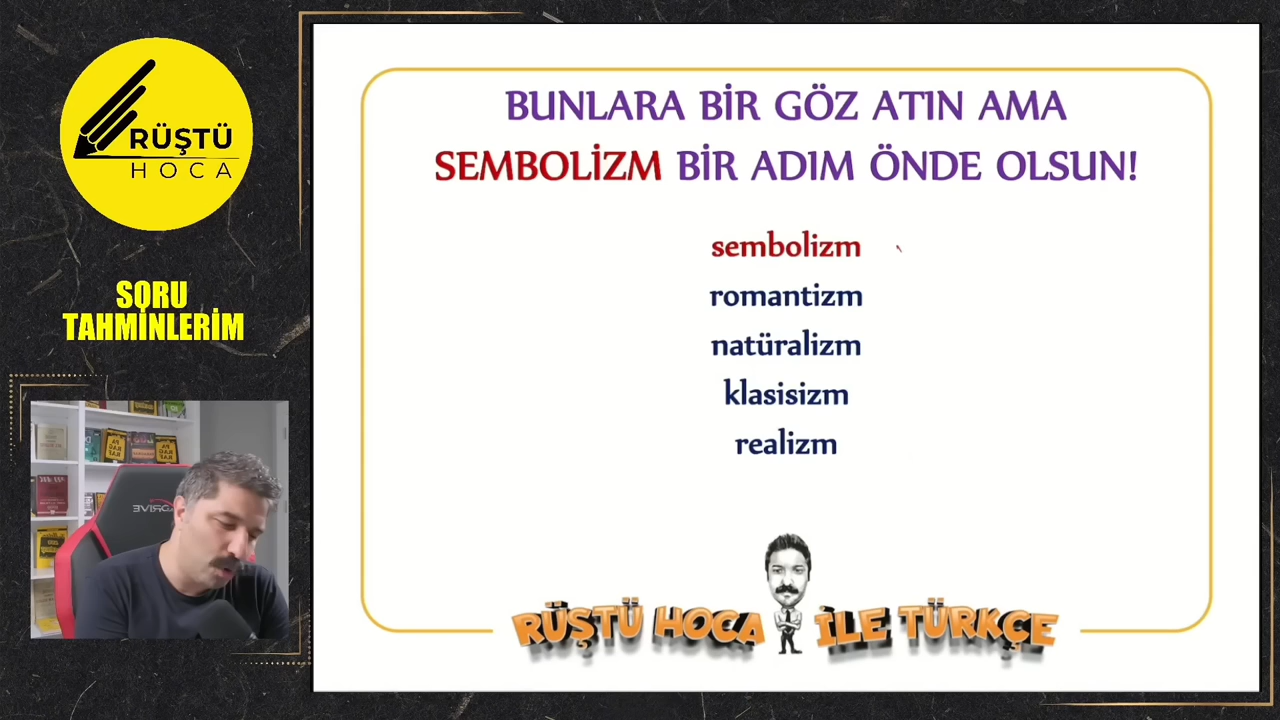 RÜŞTÜ
HOCA
SORU
TAHMİNLERİM
BUNLARA BİR GÖZ ATIN AMA
SEMBOLİZM BİR ADIM ÖNDE OLSUN!
sembolizm
romantizm
natüralizm
klasisizm
realizm
RÜŞTÜ HOCA İLE TÜRKÇE